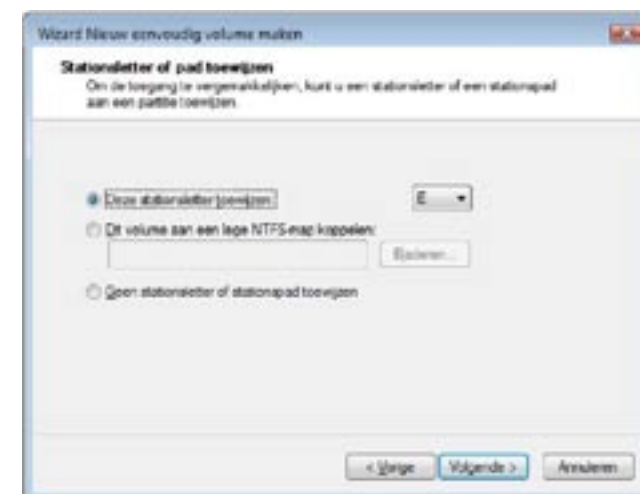 Wizard Nieuw eenvoudig volume maken
Stationsletter of pad toewijzen
Om de toegang te vergemakkelijken, kunt u een stationsletter of een stationspad
aan een partitie toewijzen.
Deze stationsletter toewijzen:
E
Dit volume aan een lege NTFS-map koppelen:
Bladeren...
Geen stationsletter of stationspad toewijzen
< Vorige
Volgende >
Annuleren